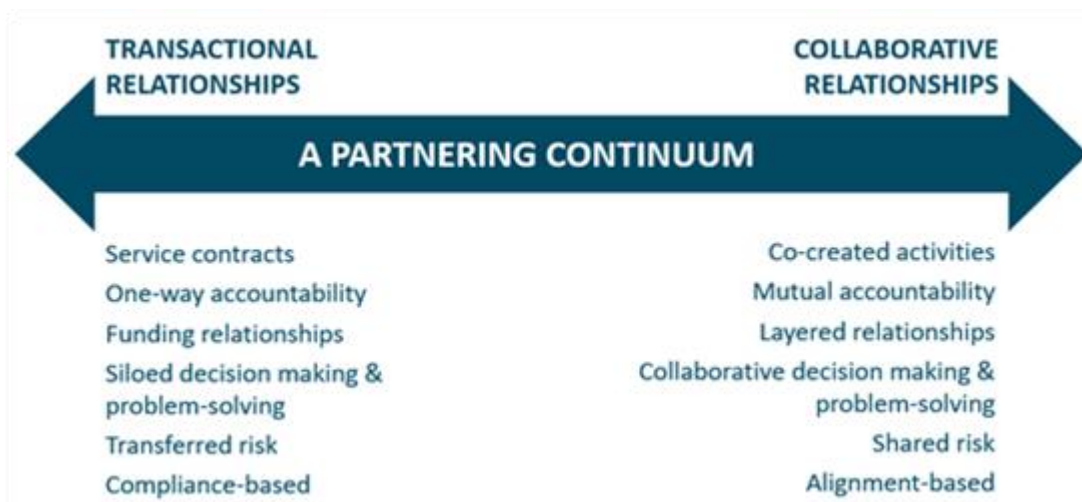 TRANSACTIONAL
RELATIONSHIPS
COLLABORATIVE
RELATIONSHIPS
A PARTNERING CONTINUUM
Service contracts
One-way accountability
Funding relationships
Siloed decision making &
problem-solving
Transferred risk
Compliance-based
Co-created activities
Mutual accountability
Layered relationships
Collaborative decision making &
problem-solving
Shared risk
Alignment-based